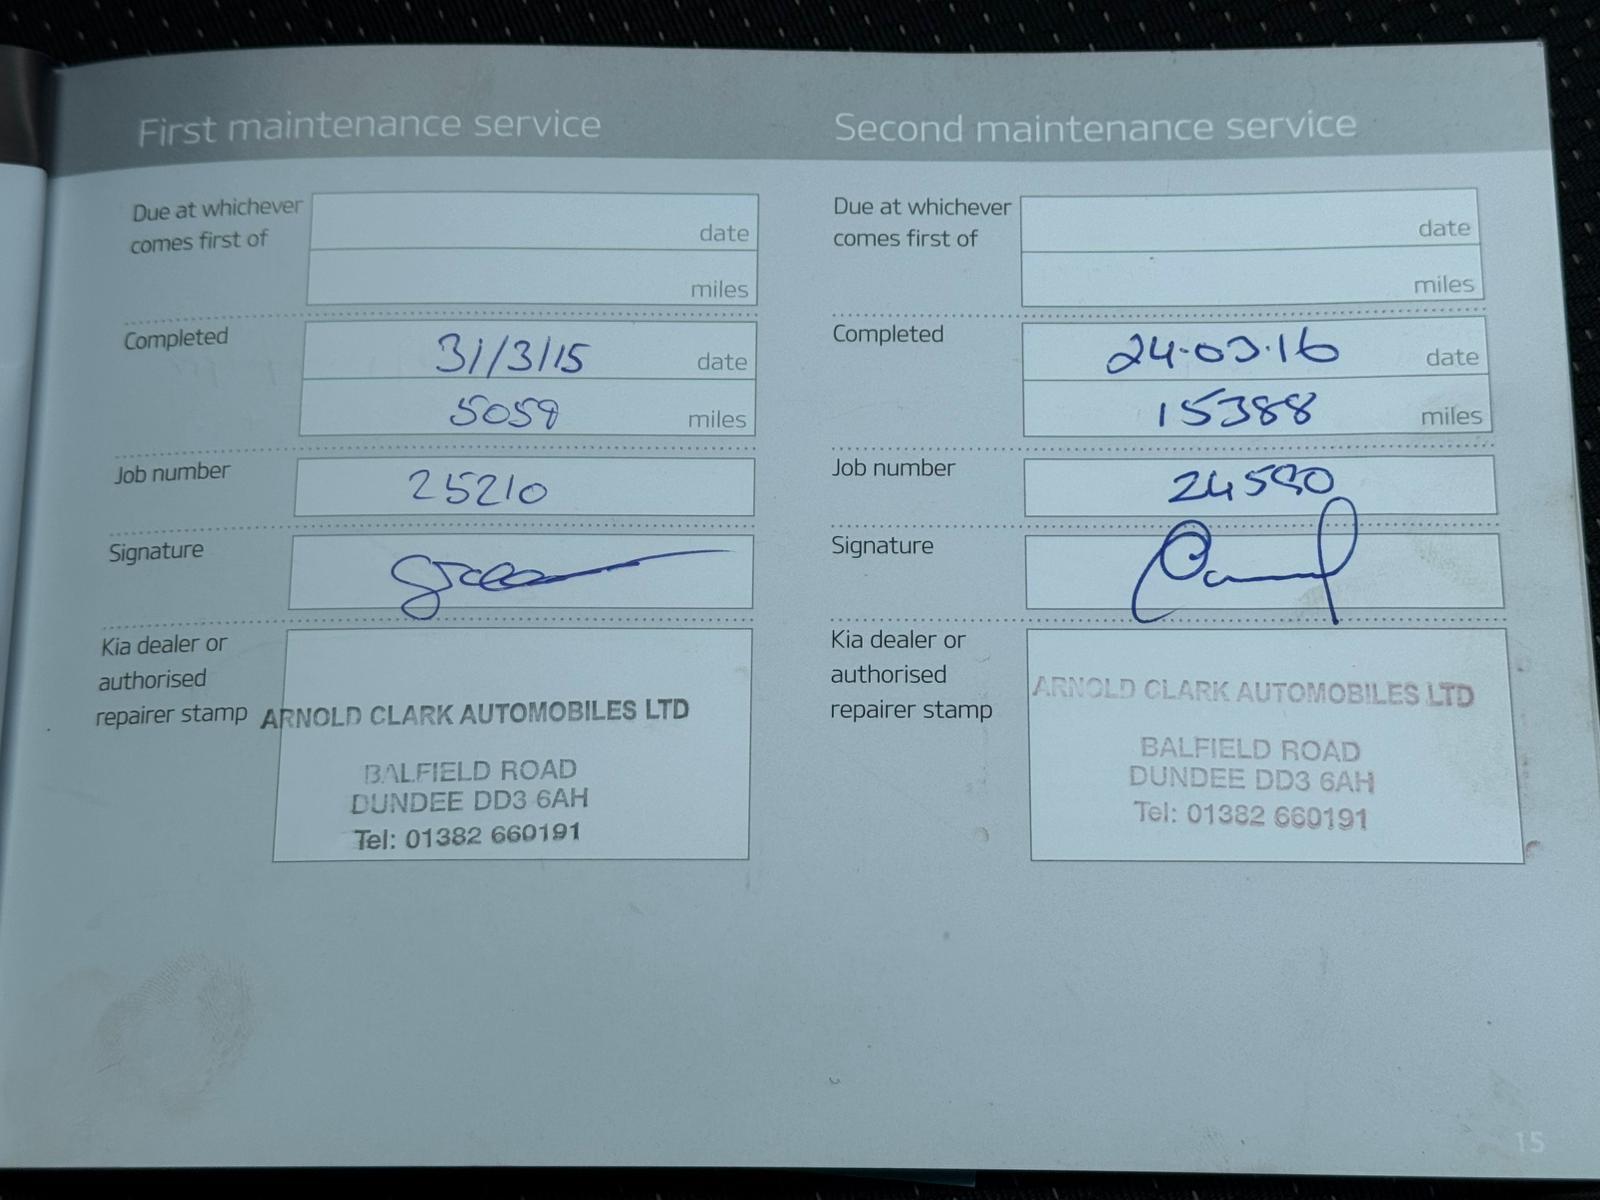 First maintenance service
Due at whichever
comes first of
date
miles
Completed
31/3/15 date
5059 miles
Job number
25210
Signature
Kia dealer or
authorised
repairer stamp
ARNOLD CLARK AUTOMOBILES LTD
BALFIELD ROAD
DUNDEE DD3 6AH
Tel: 01382 660191
Second maintenance service
Due at whichever
comes first of
date
miles
Completed
24.03.16 date
15388 miles
Job number
24590
Signature
Kia dealer or
authorised
repairer stamp
ARNOLD CLARK AUTOMOBILES LTD
BALFIELD ROAD
DUNDEE DD3 6AH
Tel: 01382 660191
15